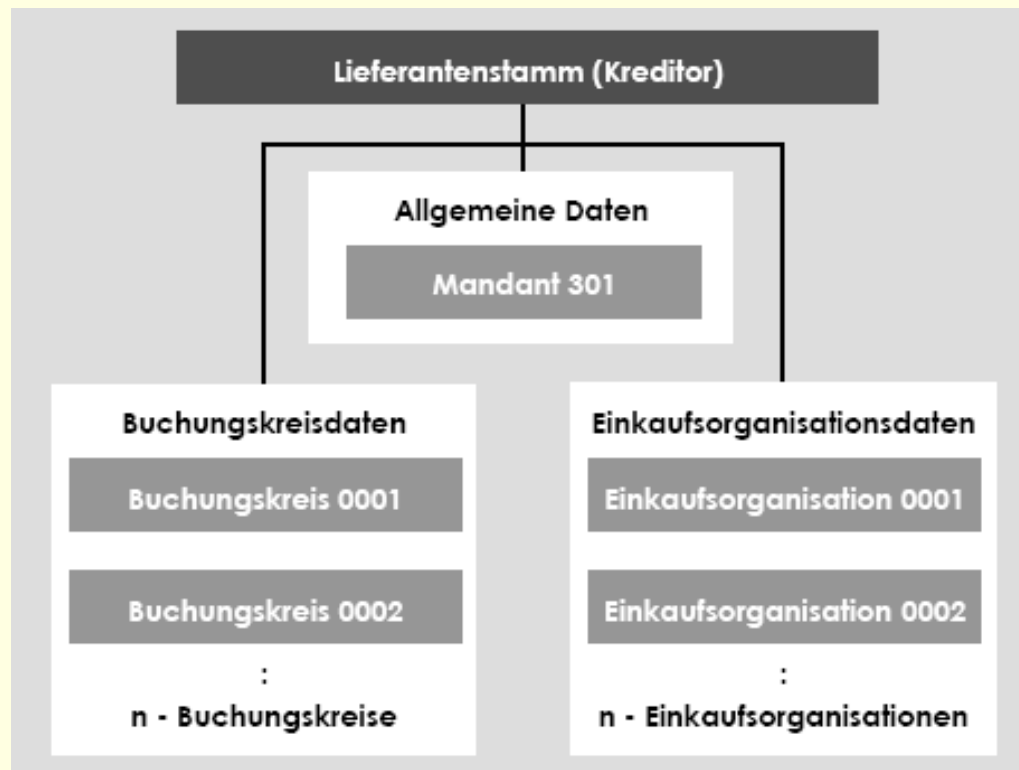 Lieferantenstamm (Kreditor)
Allgemeine Daten
Mandant 301
Buchungskreisdaten
Buchungskreis 0001
Buchungskreis 0002
:
n - Buchungskreise
Einkaufsorganisationsdaten
Einkaufsorganisation 0001
Einkaufsorganisation 0002
:
n - Einkaufsorganisationen